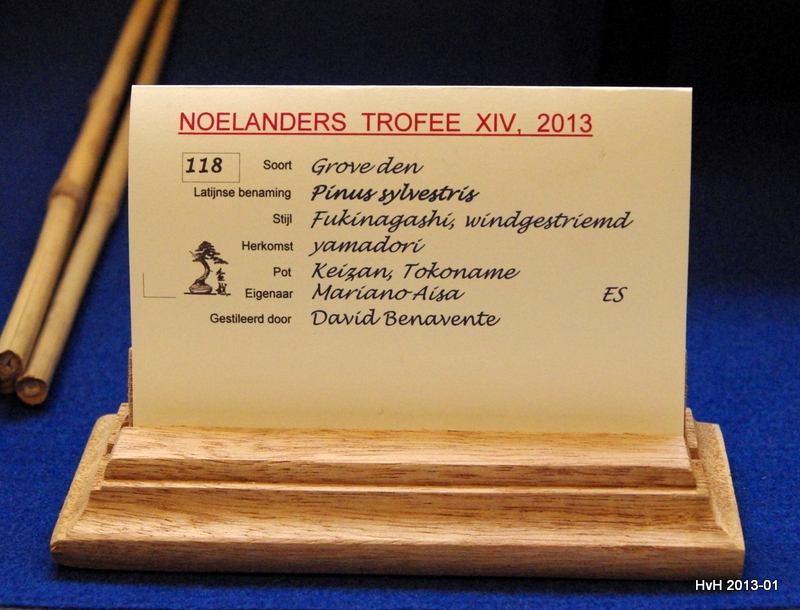 NOELANDERS TROFEE XIV, 2013
118 Soort Grove den
Latijnse benaming Pinus sylvestris
Stijl Fukinagashi, windgestriemd
Herkomst yamadori
Pot Keizan, Tokoname
Eigenaar Mariano Aisa ES
Gestileerd door David Benavente
HvH 2013-01